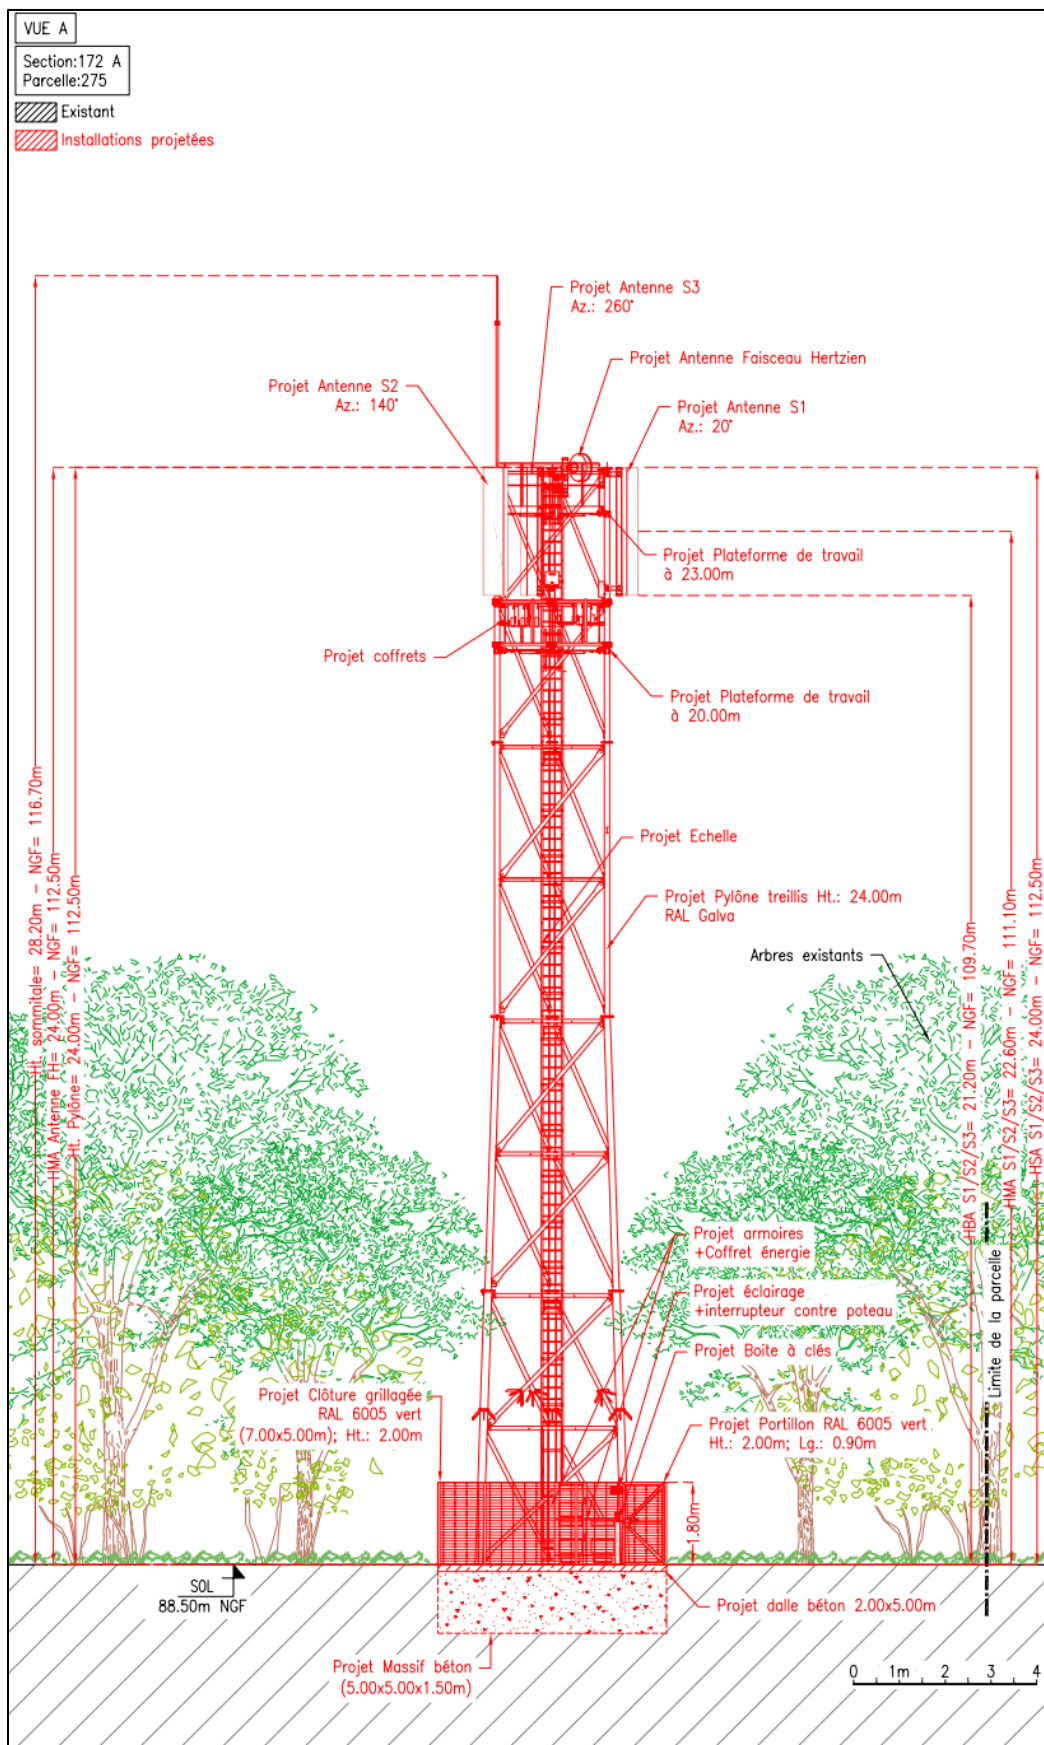 VUE A
Section:172 A
Parcelle:275
Existant
Installations projetées
Projet Antenne S3
Az.: 260°
Projet Antenne Faisceau Hertzien
Projet Antenne S2
Az.: 140°
Projet Antenne S1
Az.: 20°
Projet Plateforme de travail
à 23.00m
Projet coffrets
Projet Plateforme de travail
à 20.00m
Projet Echelle
Projet Pylône treillis Ht.: 24.00m
RAL Galva
Arbres existants
Ht. sommitale= 28.20m - NGF= 116.70m
HMA Antenne FH= 24.00m - NGF= 112.50m
Ht. Pylône= 24.00m - NGF= 112.50m
HBA S1/S2/S3= 21.20m - NGF= 109.70m
HMA S1/S2/S3= 22.60m - NGF= 111.10m
HSA S1/S2/S3= 24.00m - NGF= 112.50m
Limite de la parcelle
Projet armoires
+Coffret énergie
Projet éclairage
+interrupteur contre poteau
Projet Boite à clés
Projet Clôture grillagée
RAL 6005 vert
(7.00x5.00m); Ht.: 2.00m
Projet Portillon RAL 6005 vert
Ht.: 2.00m; Lg.: 0.90m
1.80m
SOL
88.50m NGF
Projet dalle béton 2.00x5.00m
Projet Massif béton
(5.00x5.00x1.50m)
0 1m 2 3 4